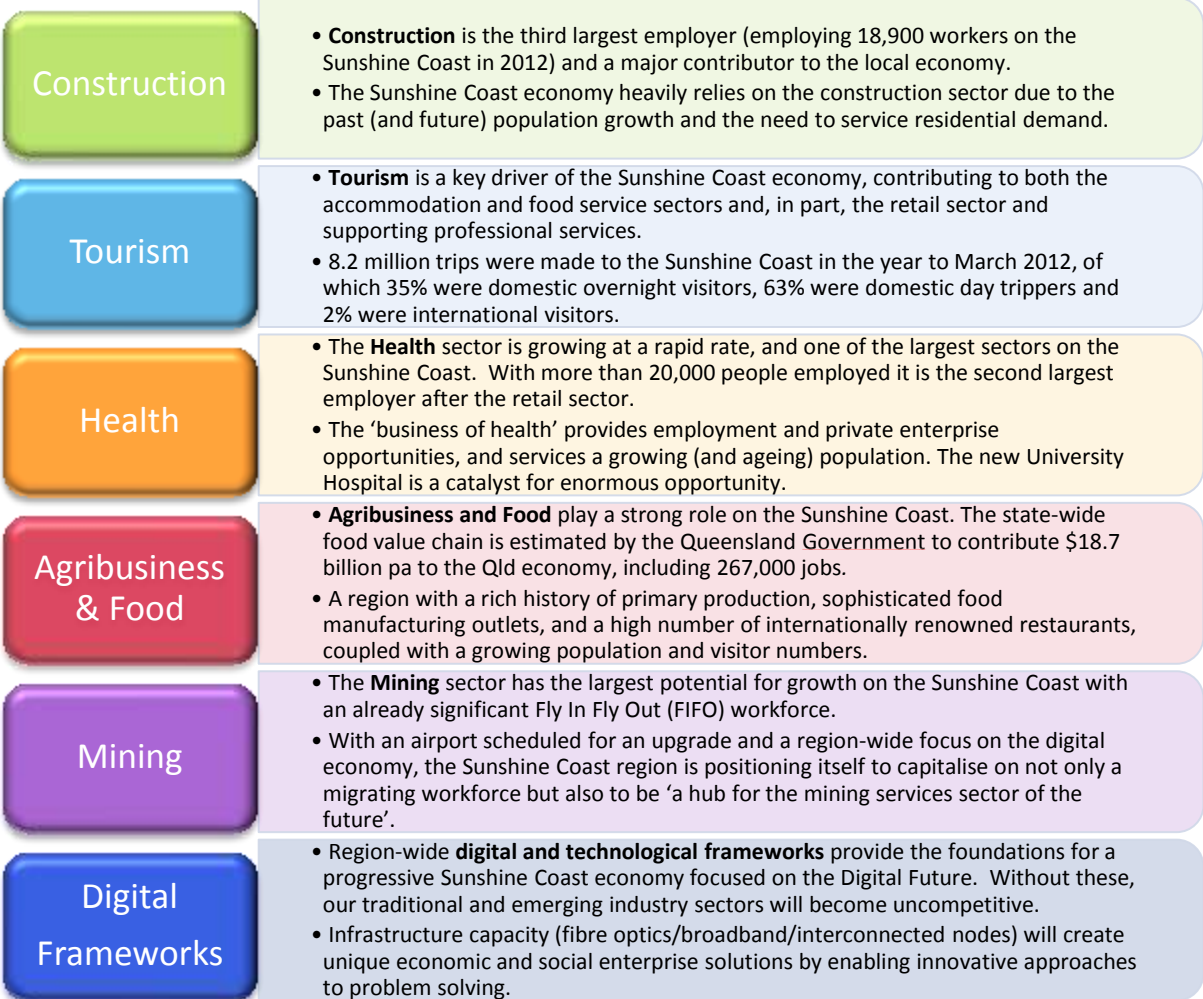 Construction
• Construction is the third largest employer (employing 18,900 workers on the
Sunshine Coast in 2012) and a major contributor to the local economy.
• The Sunshine Coast economy heavily relies on the construction sector due to the
past (and future) population growth and the need to service residential demand.
Tourism
• Tourism is a key driver of the Sunshine Coast economy, contributing to both the
accommodation and food service sectors and, in part, the retail sector and
supporting professional services.
• 8.2 million trips were made to the Sunshine Coast in the year to March 2012, of
which 35% were domestic overnight visitors, 63% were domestic day trippers and
2% were international visitors.
Health
• The Health sector is growing at a rapid rate, and one of the largest sectors on the
Sunshine Coast.  With more than 20,000 people employed it is the second largest
employer after the retail sector.
• The ‘business of health’ provides employment and private enterprise
opportunities, and services a growing (and ageing) population. The new University
Hospital is a catalyst for enormous opportunity.
Agribusiness
& Food
• Agribusiness and Food play a strong role on the Sunshine Coast. The state-wide
food value chain is estimated by the Queensland Government to contribute $18.7
billion pa to the Qld economy, including 267,000 jobs.
• A region with a rich history of primary production, sophisticated food
manufacturing outlets, and a high number of internationally renowned restaurants,
coupled with a growing population and visitor numbers.
Mining
• The Mining sector has the largest potential for growth on the Sunshine Coast with
an already significant Fly In Fly Out (FIFO) workforce.
• With an airport scheduled for an upgrade and a region-wide focus on the digital
economy, the Sunshine Coast region is positioning itself to capitalise on not only a
migrating workforce but also to be ‘a hub for the mining services sector of the
future’.
Digital
Frameworks
• Region-wide digital and technological frameworks provide the foundations for a
progressive Sunshine Coast economy focused on the Digital Future.  Without these,
our traditional and emerging industry sectors will become uncompetitive.
• Infrastructure capacity (fibre optics/broadband/interconnected nodes) will create
unique economic and social enterprise solutions by enabling innovative approaches
to problem solving.